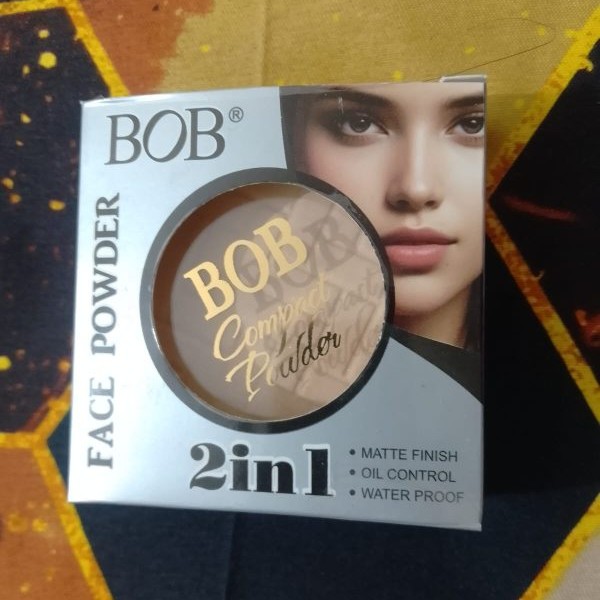 BOB®
FACE POWDER
BOB
Compact
Powder
2in1
• MATTE FINISH
• OIL CONTROL
• WATER PROOF